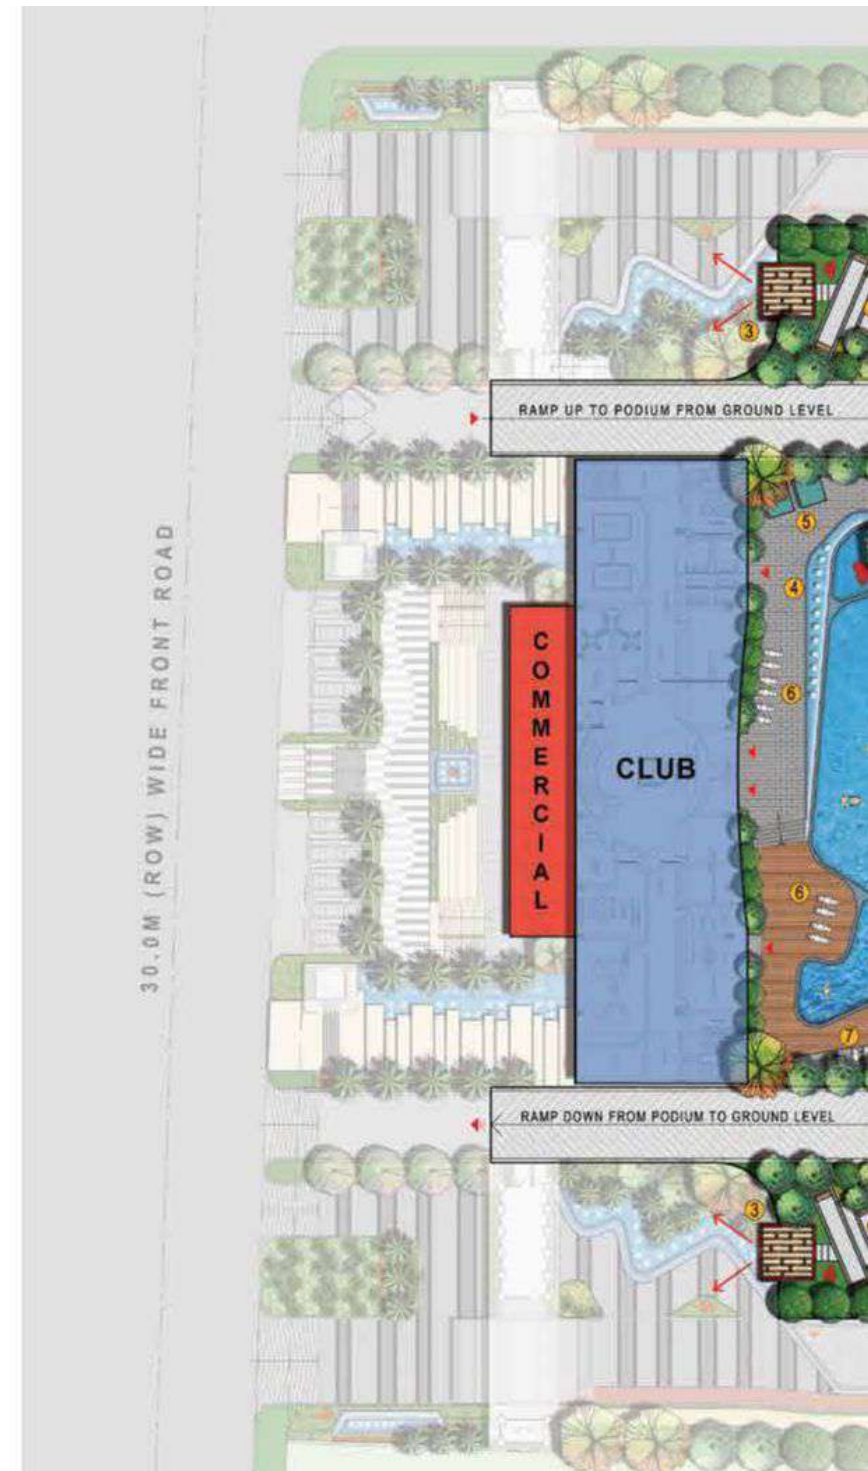 3
RAMP UP TO PODIUM FROM GROUND LEVEL
5
4
30.0M (ROW) WIDE FRONT ROAD
COMMERCIAL
6
CLUB
6
7
RAMP DOWN FROM PODIUM TO GROUND LEVEL
3